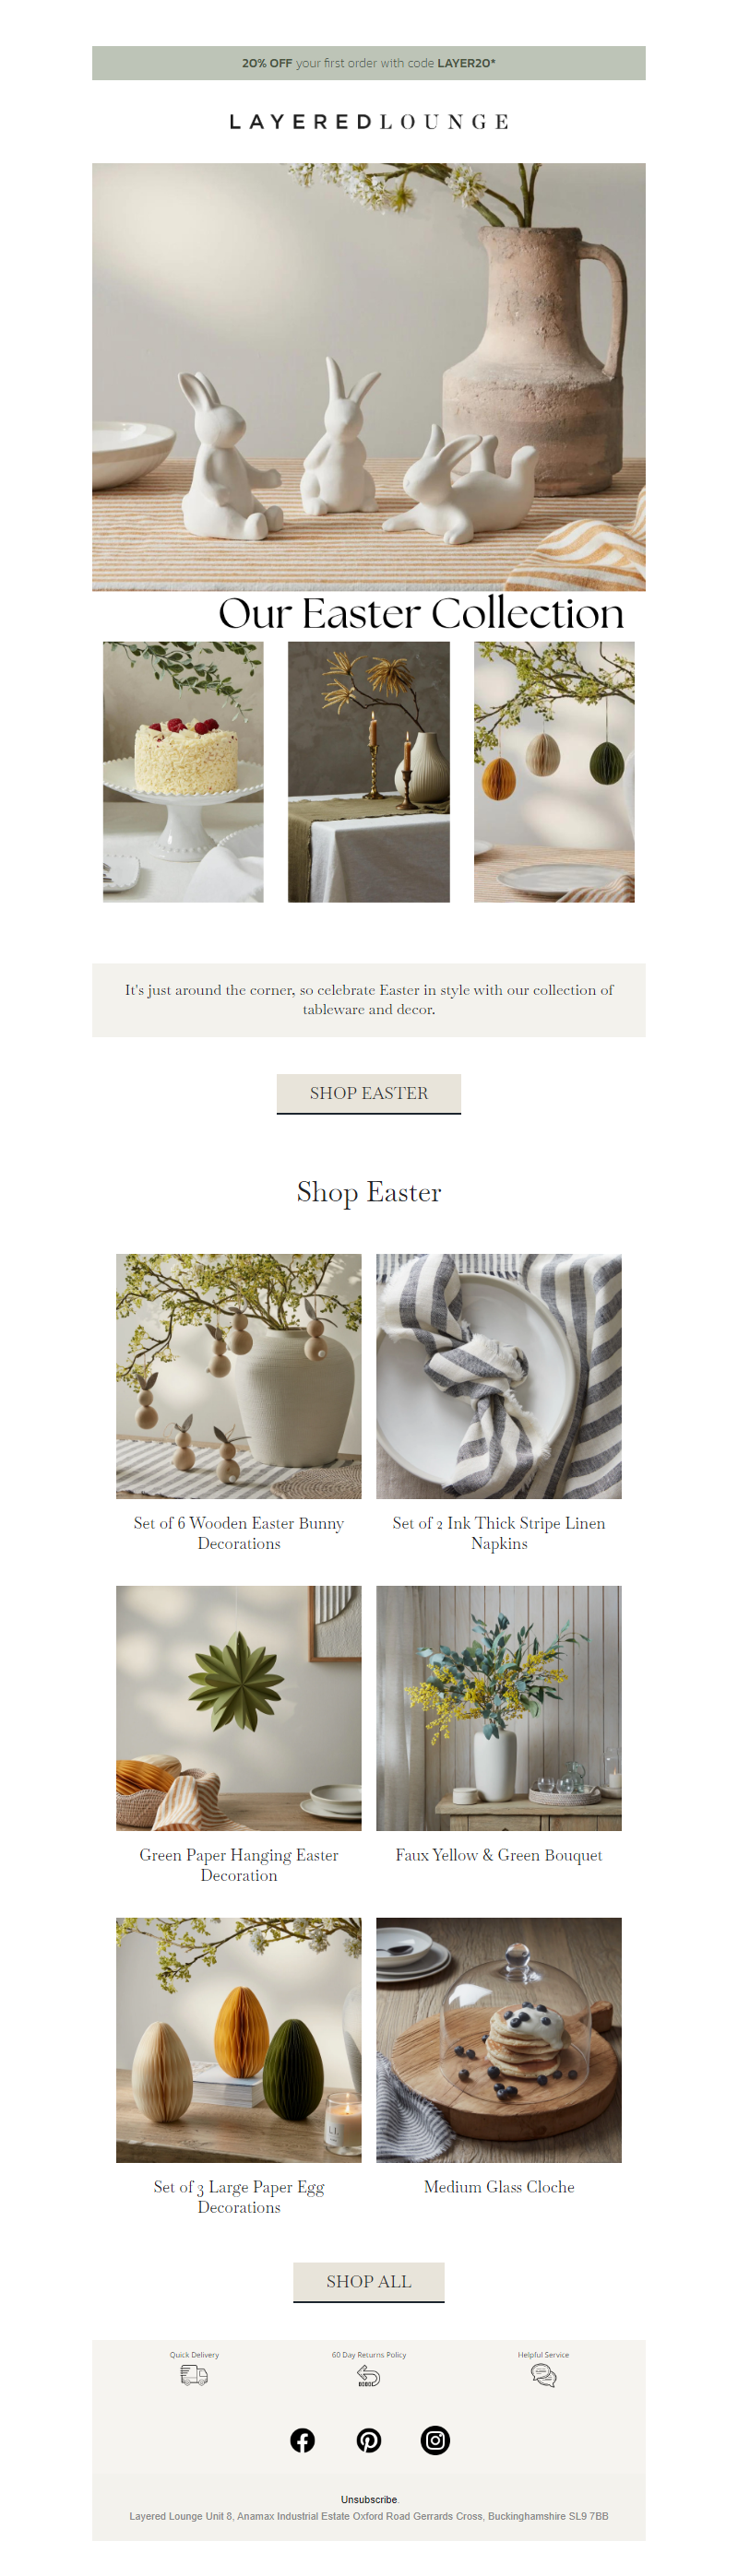 20% OFF your first order with code LAYER20*
LAYEREDLOUNGE
Our Easter Collection
It's just around the corner, so celebrate Easter in style with our collection of
tableware and decor.
SHOP EASTER
Shop Easter
Set of 6 Wooden Easter Bunny
Decorations
Set of 2 Ink Thick Stripe Linen
Napkins
Green Paper Hanging Easter
Decoration
Faux Yellow & Green Bouquet
Set of 3 Large Paper Egg
Decorations
Medium Glass Cloche
SHOP ALL
Quick Delivery
60 Day Returns Policy
Helpful Service
Unsubscribe.
Layered Lounge Unit 8, Anamax Industrial Estate Oxford Road Gerrards Cross, Buckinghamshire SL9 7BB